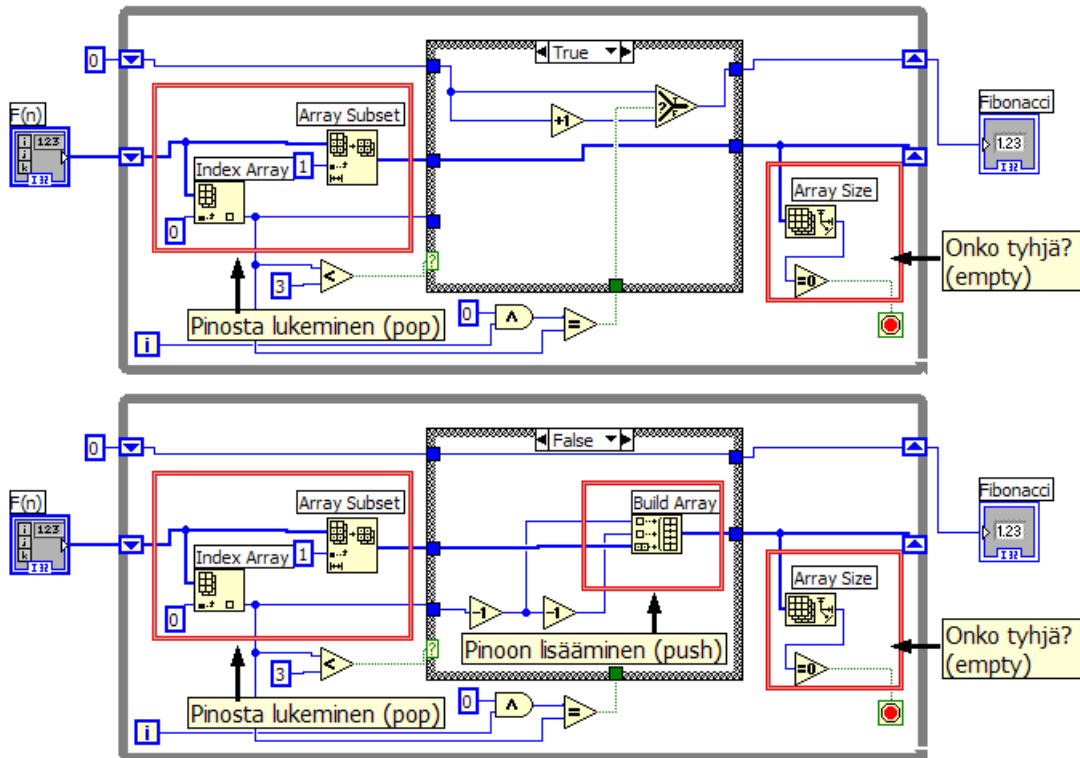 True
0
F(n)
123
i
j
k
I32
Array Subset
Index Array
1
0
+1
?
T
F
Fibonacci
1.23
I32
Array Size
=0
Onko tyhjä?
(empty)
?
3
<
Pinosta lukeminen (pop)
0
^
=
i
False
0
F(n)
123
i
j
k
I32
Array Subset
Index Array
1
0
Build Array
Fibonacci
1.23
I32
Array Size
=0
Onko tyhjä?
(empty)
-1
-1
Pinoon lisääminen (push)
?
3
<
Pinosta lukeminen (pop)
0
^
=
i